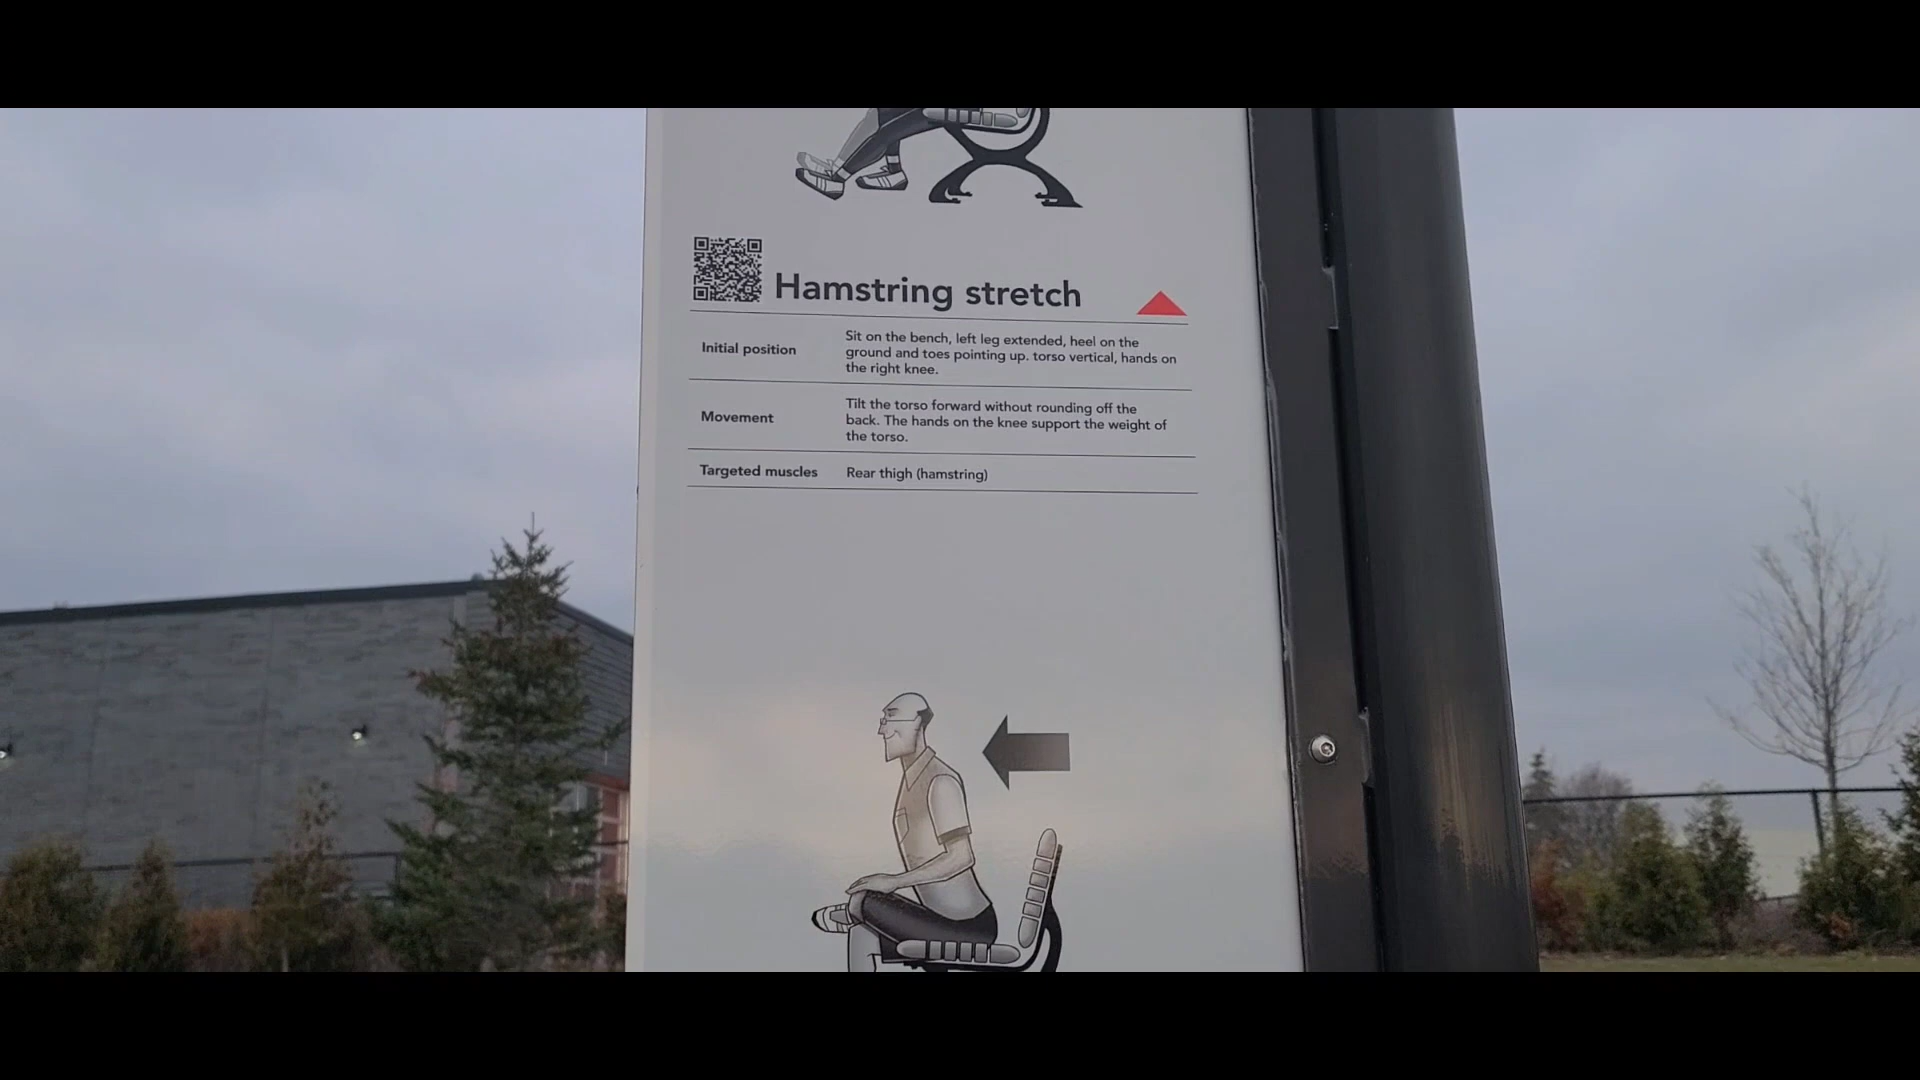 Hamstring stretch
Initial position
Sit on the bench, left leg extended, heel on the
ground and toes pointing up. torso vertical, hands on
the right knee.
Movement
Tilt the torso forward without rounding off the
back. The hands on the knee support the weight of
the torso.
Targeted muscles
Rear thigh (hamstring)